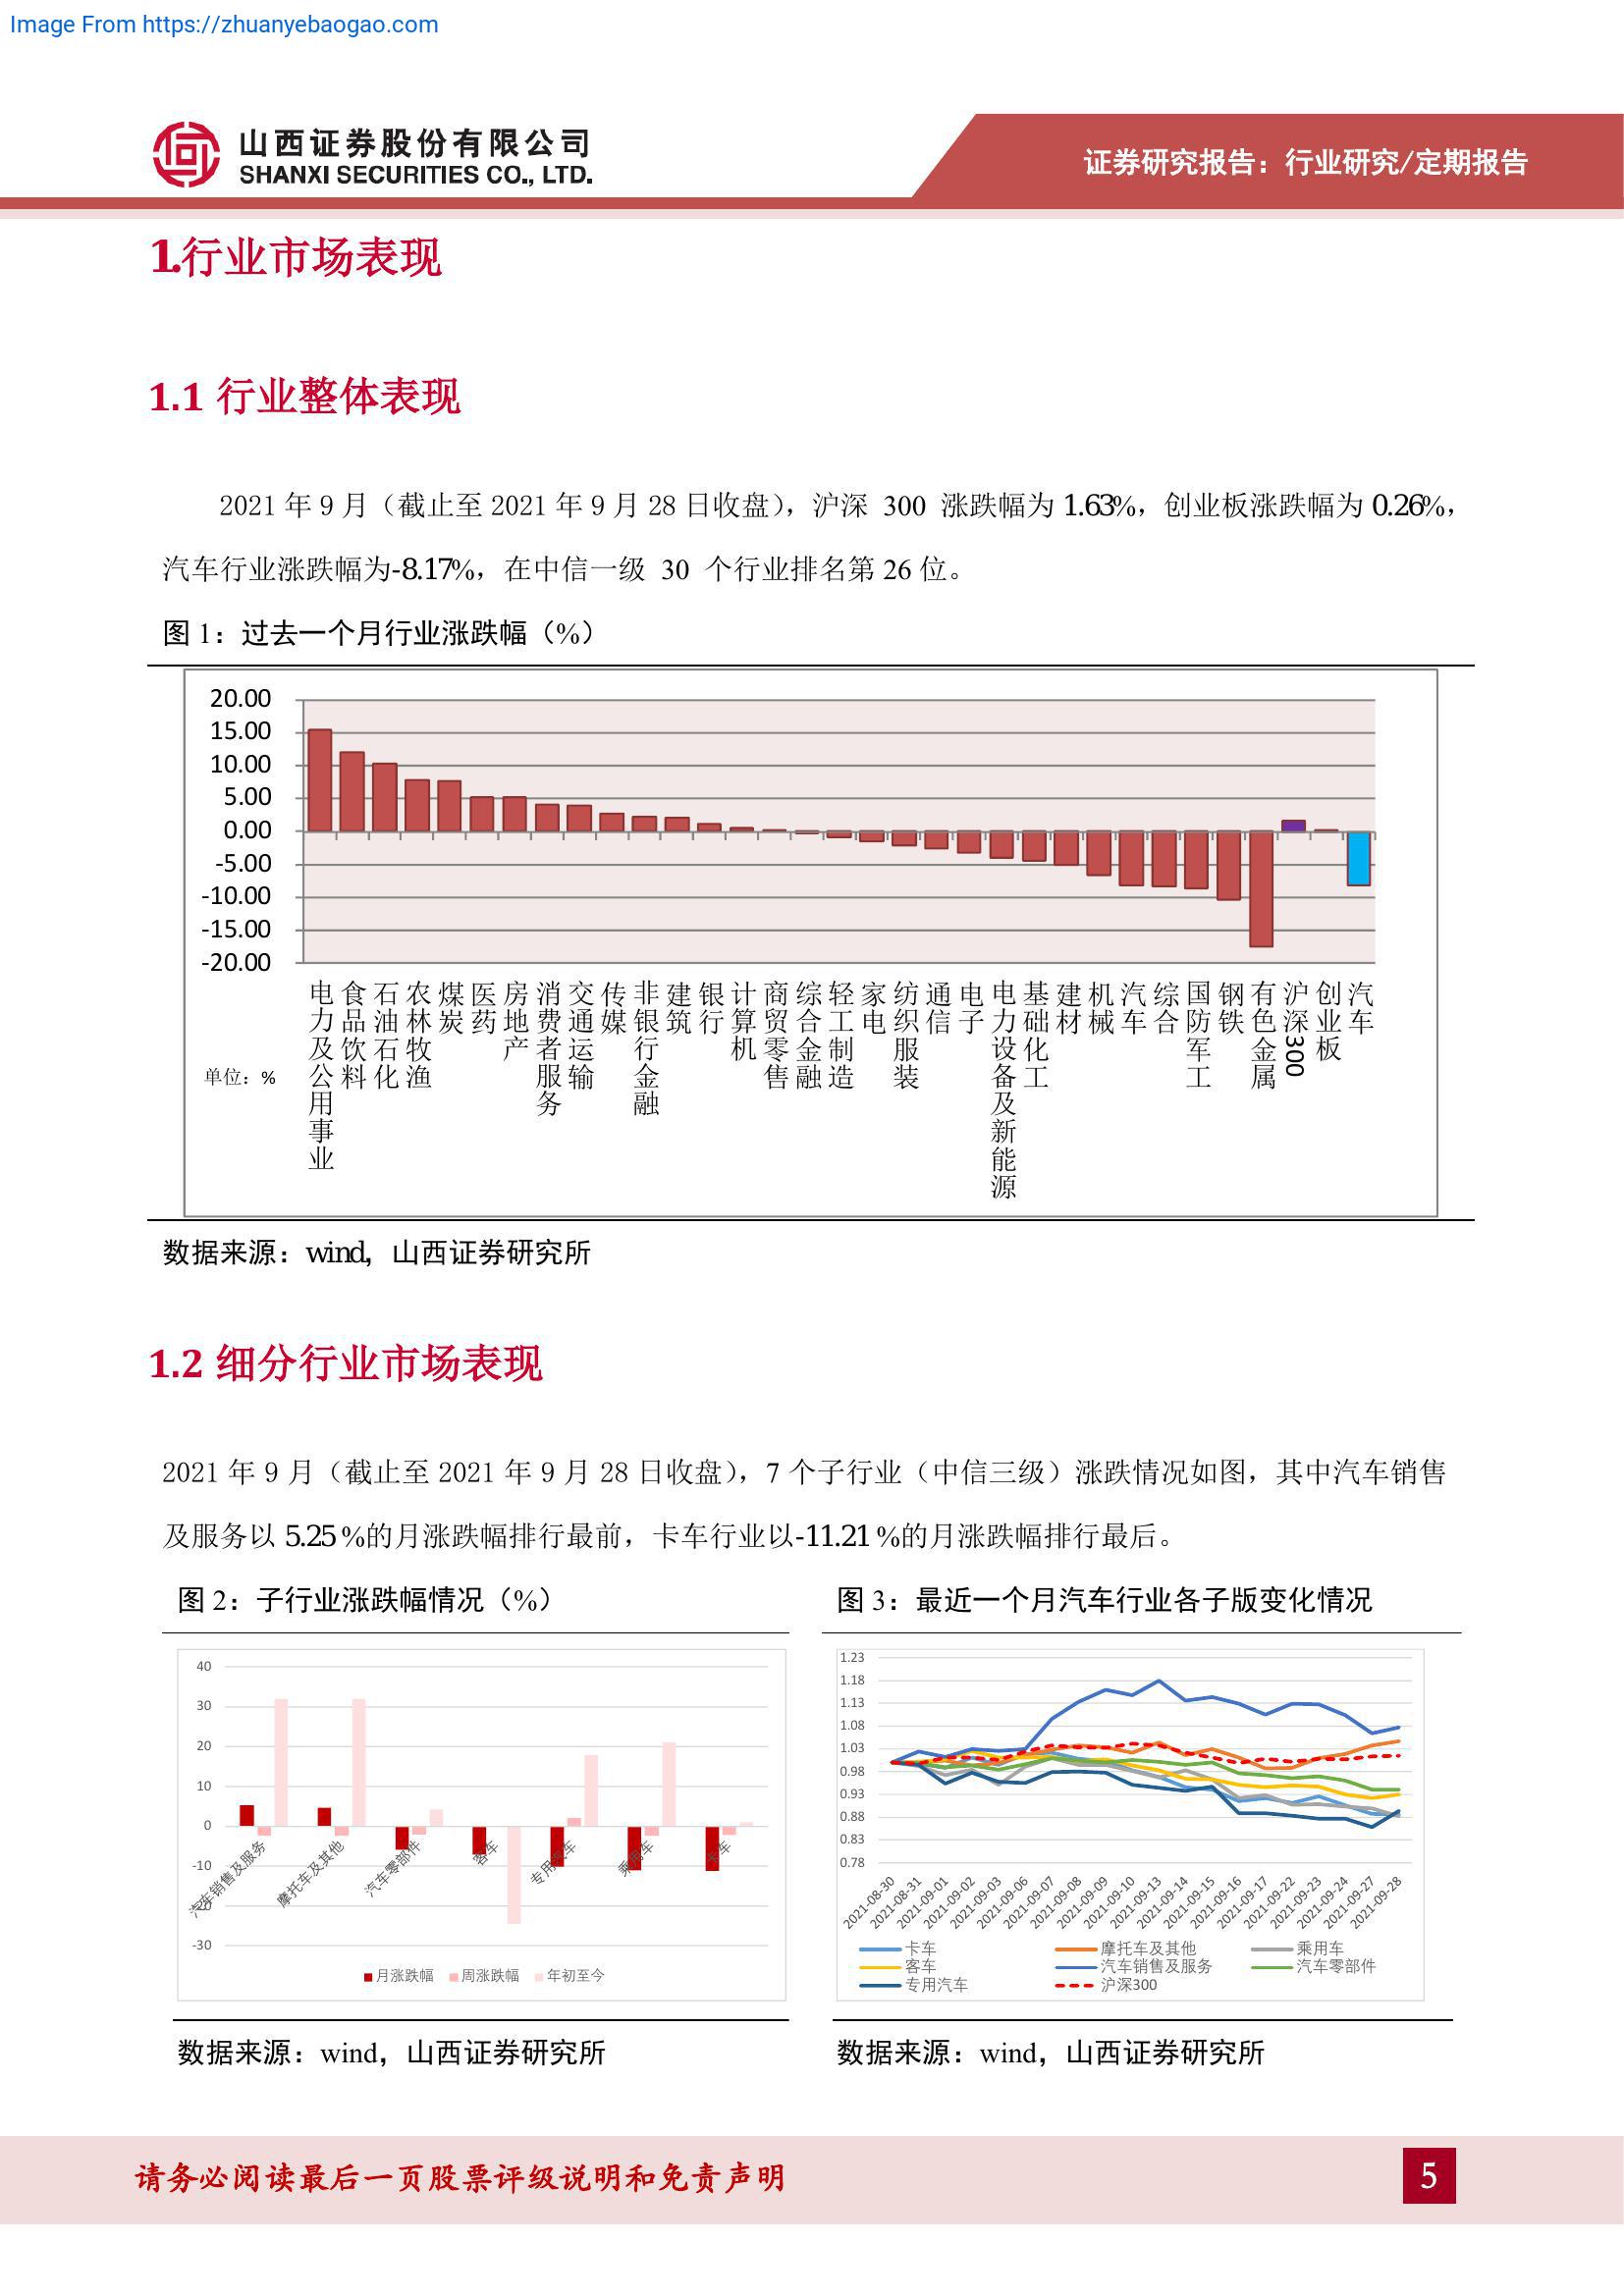 Image From https://zhuanyebaogao.com
山西证券股份有限公司
SHANXI SECURITIES CO., LTD.
证券研究报告：行业研究/定期报告
1.行业市场表现
1.1 行业整体表现
2021 年 9 月（截止至 2021 年 9 月 28 日收盘），沪深 300 涨跌幅为 1.63%，创业板涨跌幅为 0.26%，
汽车行业涨跌幅为-8.17%，在中信一级 30 个行业排名第 26 位。
图 1：过去一个月行业涨跌幅（%）
20.00
15.00
10.00
5.00
0.00
-5.00
-10.00
-15.00
-20.00
单位：%
电力及公用事业
食品饮料
石油石化
农林牧渔
煤炭
医药
房地产
消费者服务
交通运输
传媒
非银行金融
建筑
银行
计算机
商贸零售
综合金融
轻工制造
家电
纺织服装
通信
电子
电力设备及新能源
基础化工
建材
机械
汽车
综合
国防军工
钢铁
有色金属
沪深300
创业板
汽车
数据来源：wind，山西证券研究所
1.2 细分行业市场表现
2021 年 9 月（截止至 2021 年 9 月 28 日收盘），7 个子行业（中信三级）涨跌情况如图，其中汽车销售
及服务以 5.25 %的月涨跌幅排行最前，卡车行业以-11.21 %的月涨跌幅排行最后。
图 2：子行业涨跌幅情况（%）
40
30
20
10
0
-10
-20
-30
汽车销售及服务
摩托车及其他
汽车零部件
客车
专用汽车
乘用车
卡车
月涨跌幅 周涨跌幅 年初至今
数据来源：wind，山西证券研究所
图 3：最近一个月汽车行业各子版变化情况
1.23
1.18
1.13
1.08
1.03
0.98
0.93
0.88
0.83
0.78
2021-08-30
2021-08-31
2021-09-01
2021-09-02
2021-09-03
2021-09-06
2021-09-07
2021-09-08
2021-09-09
2021-09-10
2021-09-13
2021-09-14
2021-09-15
2021-09-16
2021-09-17
2021-09-22
2021-09-23
2021-09-24
2021-09-27
2021-09-28
卡车 摩托车及其他 乘用车
客车 汽车销售及服务 汽车零部件
专用汽车 沪深300
数据来源：wind，山西证券研究所
请务必阅读最后一页股票评级说明和免责声明
5